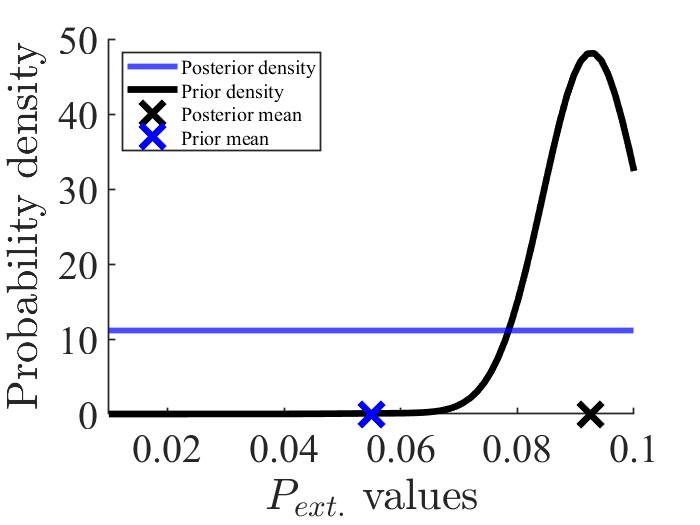 Probability density
50
40
30
20
10
0
Posterior density
Prior density
Posterior mean
Prior mean
0.02 0.04 0.06 0.08 0.1
P_ext. values